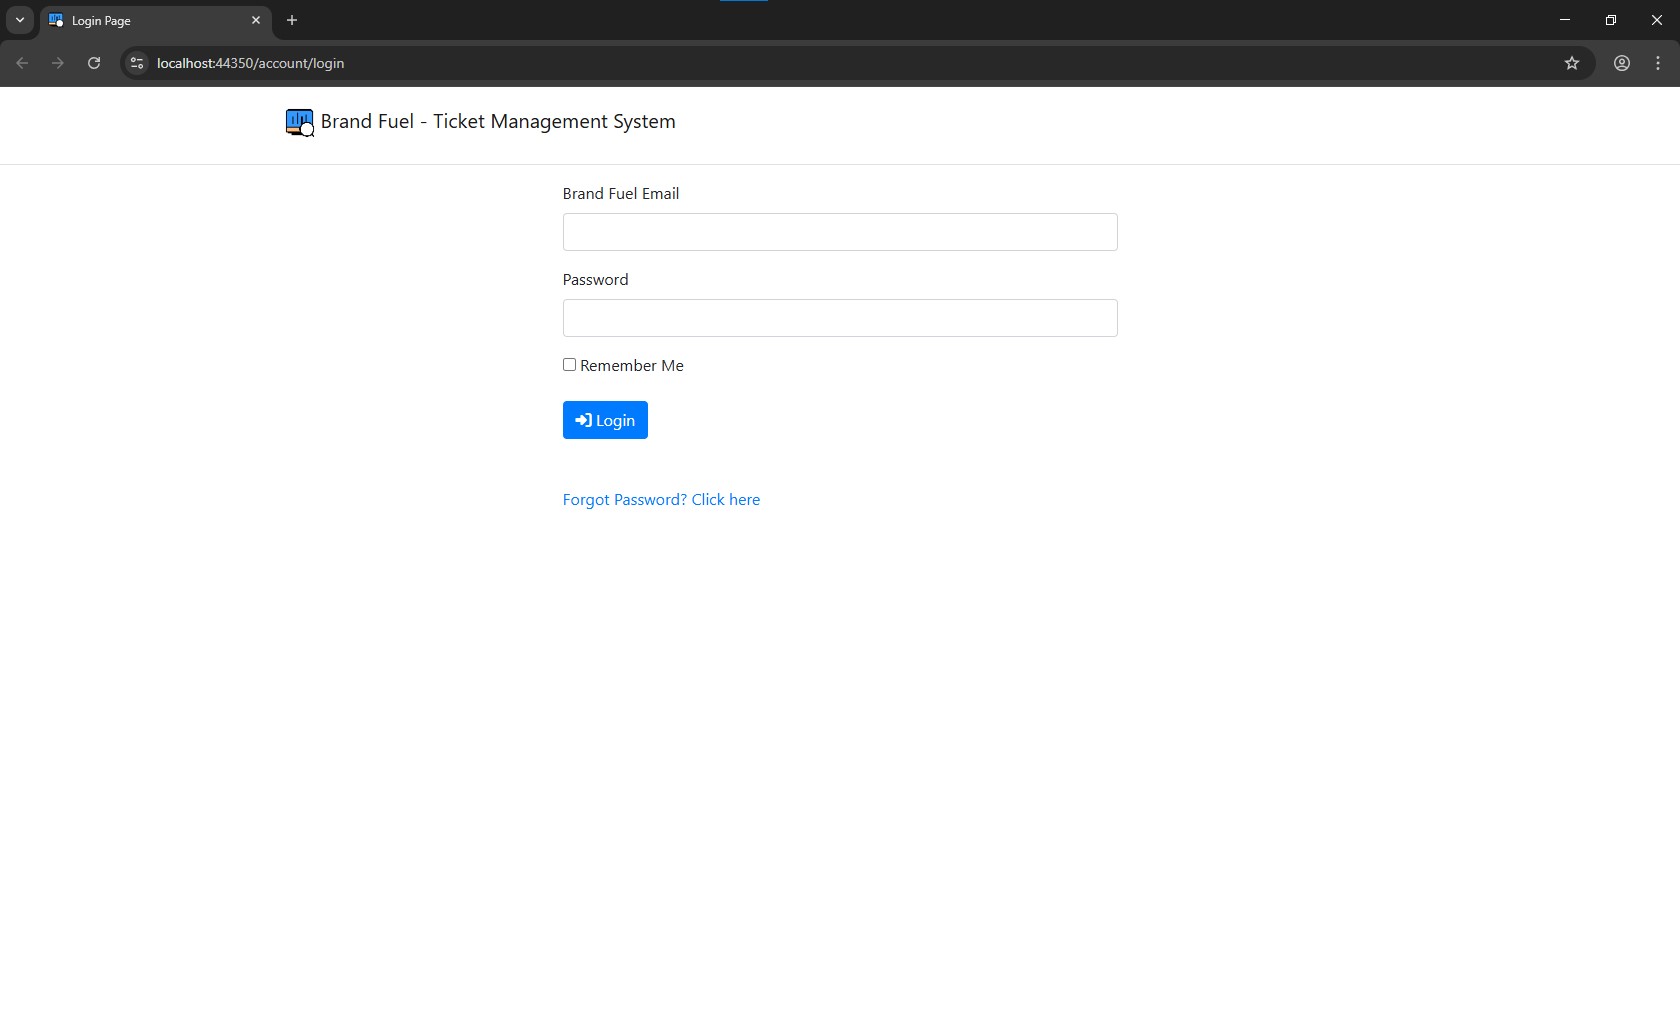 Login Page
localhost:44350/account/login
Brand Fuel - Ticket Management System
Brand Fuel Email
Password
Remember Me
Login
Forgot Password? Click here